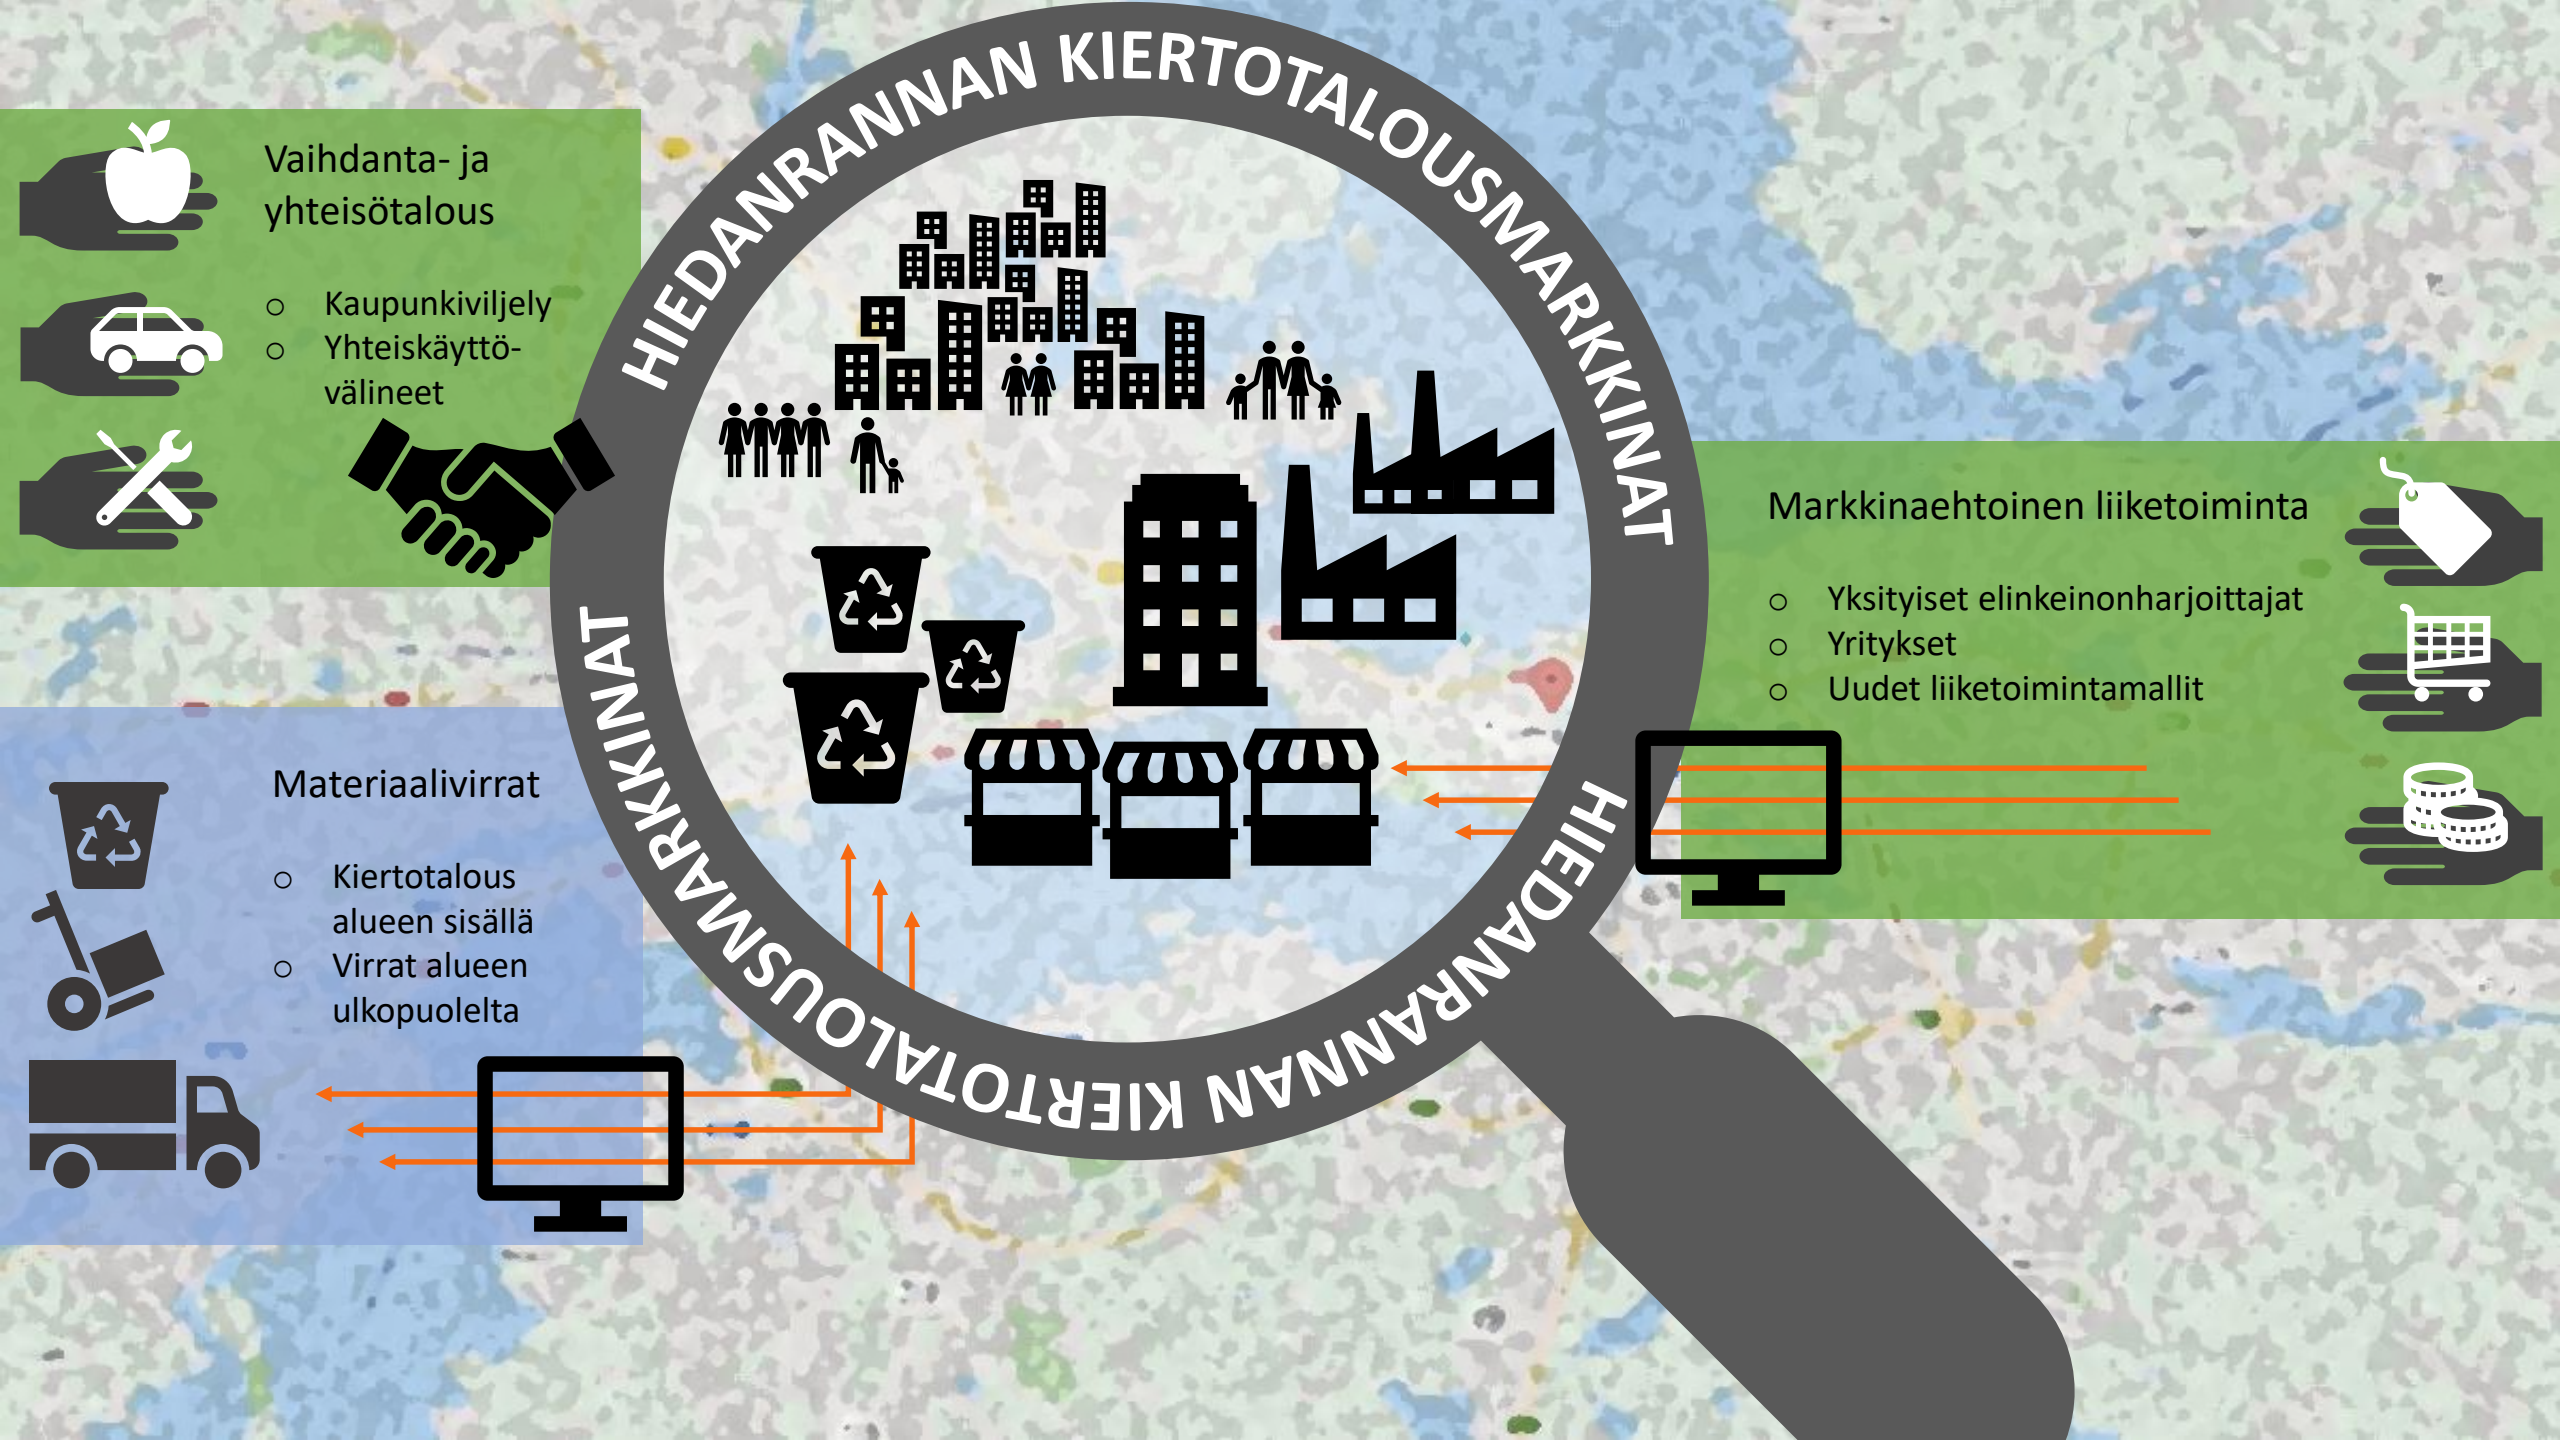 HIEDANRANNAN KIERTOTALOUSMARKKINAT
Vaihdanta- ja
yhteisötalous
○ Kaupunkiviljely
○ Yhteiskäyttö-
välineet
Markkinaehtoinen liiketoiminta
○ Yksityiset elinkeinonharjoittajat
○ Yritykset
○ Uudet liiketoimintamallit
Materiaalivirrat
○ Kiertotalous
alueen sisällä
○ Virrat alueen
ulkopuolelta
HIEDANRANNAN KIERTOTALOUSMARKKINAT